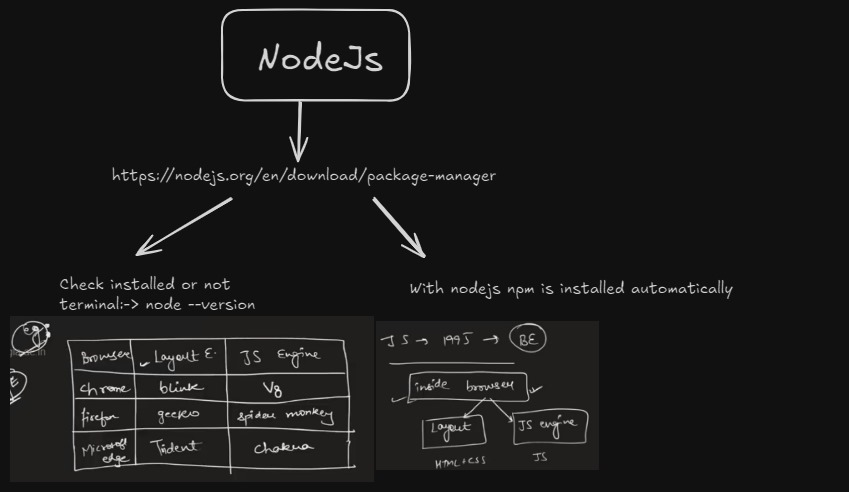 NodeJs
https://nodejs.org/en/download/package-manager
Check installed or not
terminal:-> node --version
With nodejs npm is installed automatically
eg:
Browser Layout E. JS Engine
Chrome blink V8
firefox geeko spider monkey
Microsoft edge Trident Chakra
JS → 1995 → BE
inside browser
Layout JS engine
HTML+CSS JS